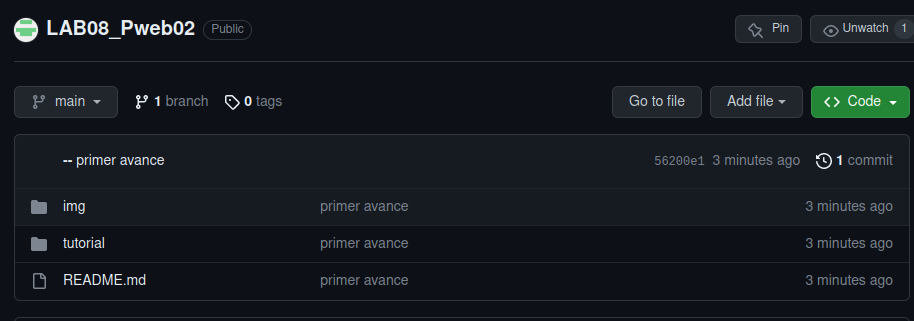 LAB08_Pweb02 Public Pin Unwatch 1
main 1 branch 0 tags Go to file Add file Code
-- primer avance 56200e1 3 minutes ago 1 commit
img primer avance 3 minutes ago
tutorial primer avance 3 minutes ago
README.md primer avance 3 minutes ago